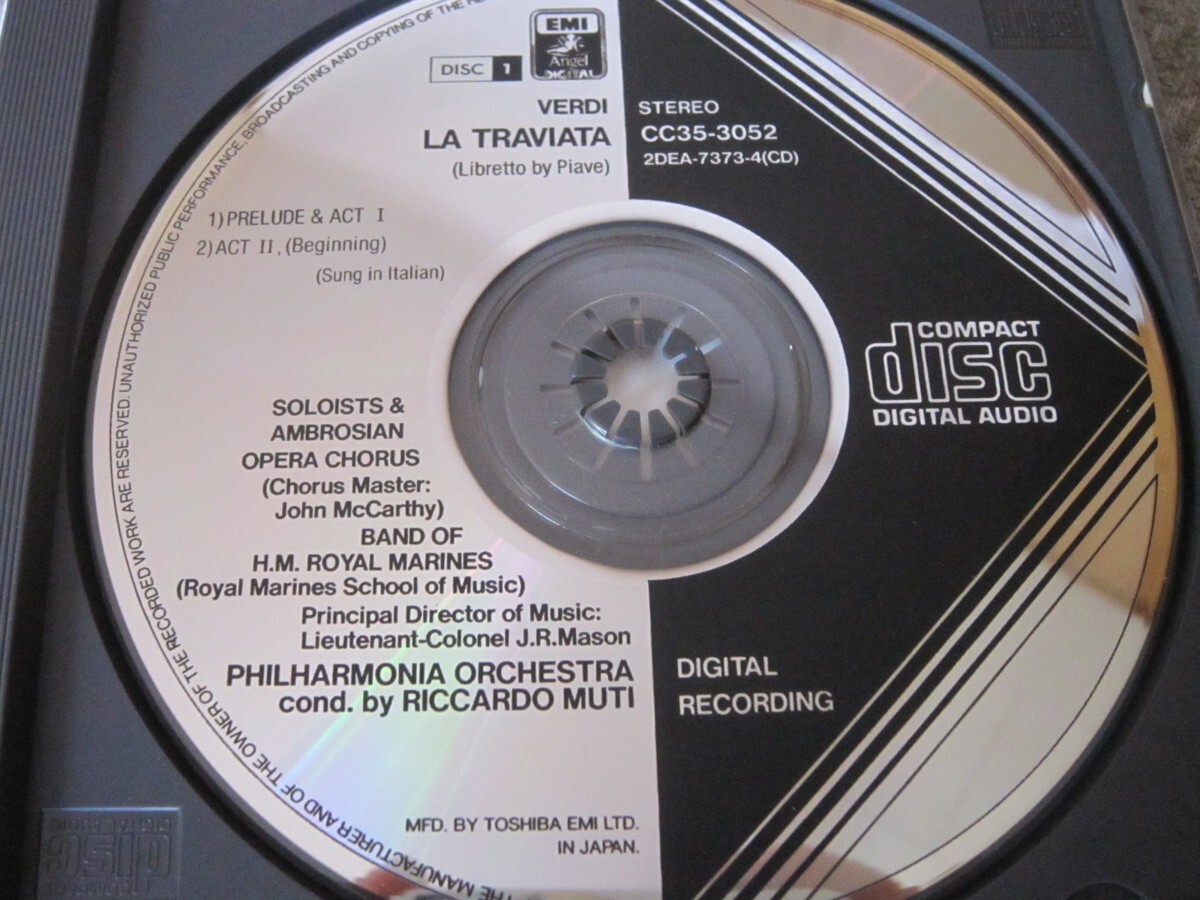 EMI
Angel
DIGITAL
DISC 1
VERDI
LA TRAVIATA
(Libretto by Piave)
STEREO
CC35-3052
2DEA-7373-4(CD)
1) PRELUDE & ACT I
2) ACT II, (Beginning)
(Sung in Italian)
COMPACT
disc
DIGITAL AUDIO
SOLOISTS &
AMBROSIAN
OPERA CHORUS
(Chorus Master:
John McCarthy)
BAND OF
H.M. ROYAL MARINES
(Royal Marines School of Music)
Principal Director of Music:
Lieutenant-Colonel J.R.Mason
PHILHARMONIA ORCHESTRA
cond. by RICCARDO MUTI
DIGITAL
RECORDING
MFD. BY TOSHIBA EMI LTD.
IN JAPAN.
THE MANUFACTURER AND OF THE OWNER OF THE RECORDED WORK ARE RESERVED. UNAUTHORIZED PUBLIC PERFORMANCE, BROADCASTING AND COPYING OF THE
COMPACT
disc
DIGITAL AUDIO